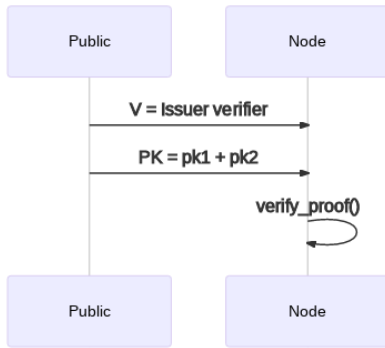 Public Node
V = Issuer verifier
PK = pk1 + pk2
verify_proof()
Public Node